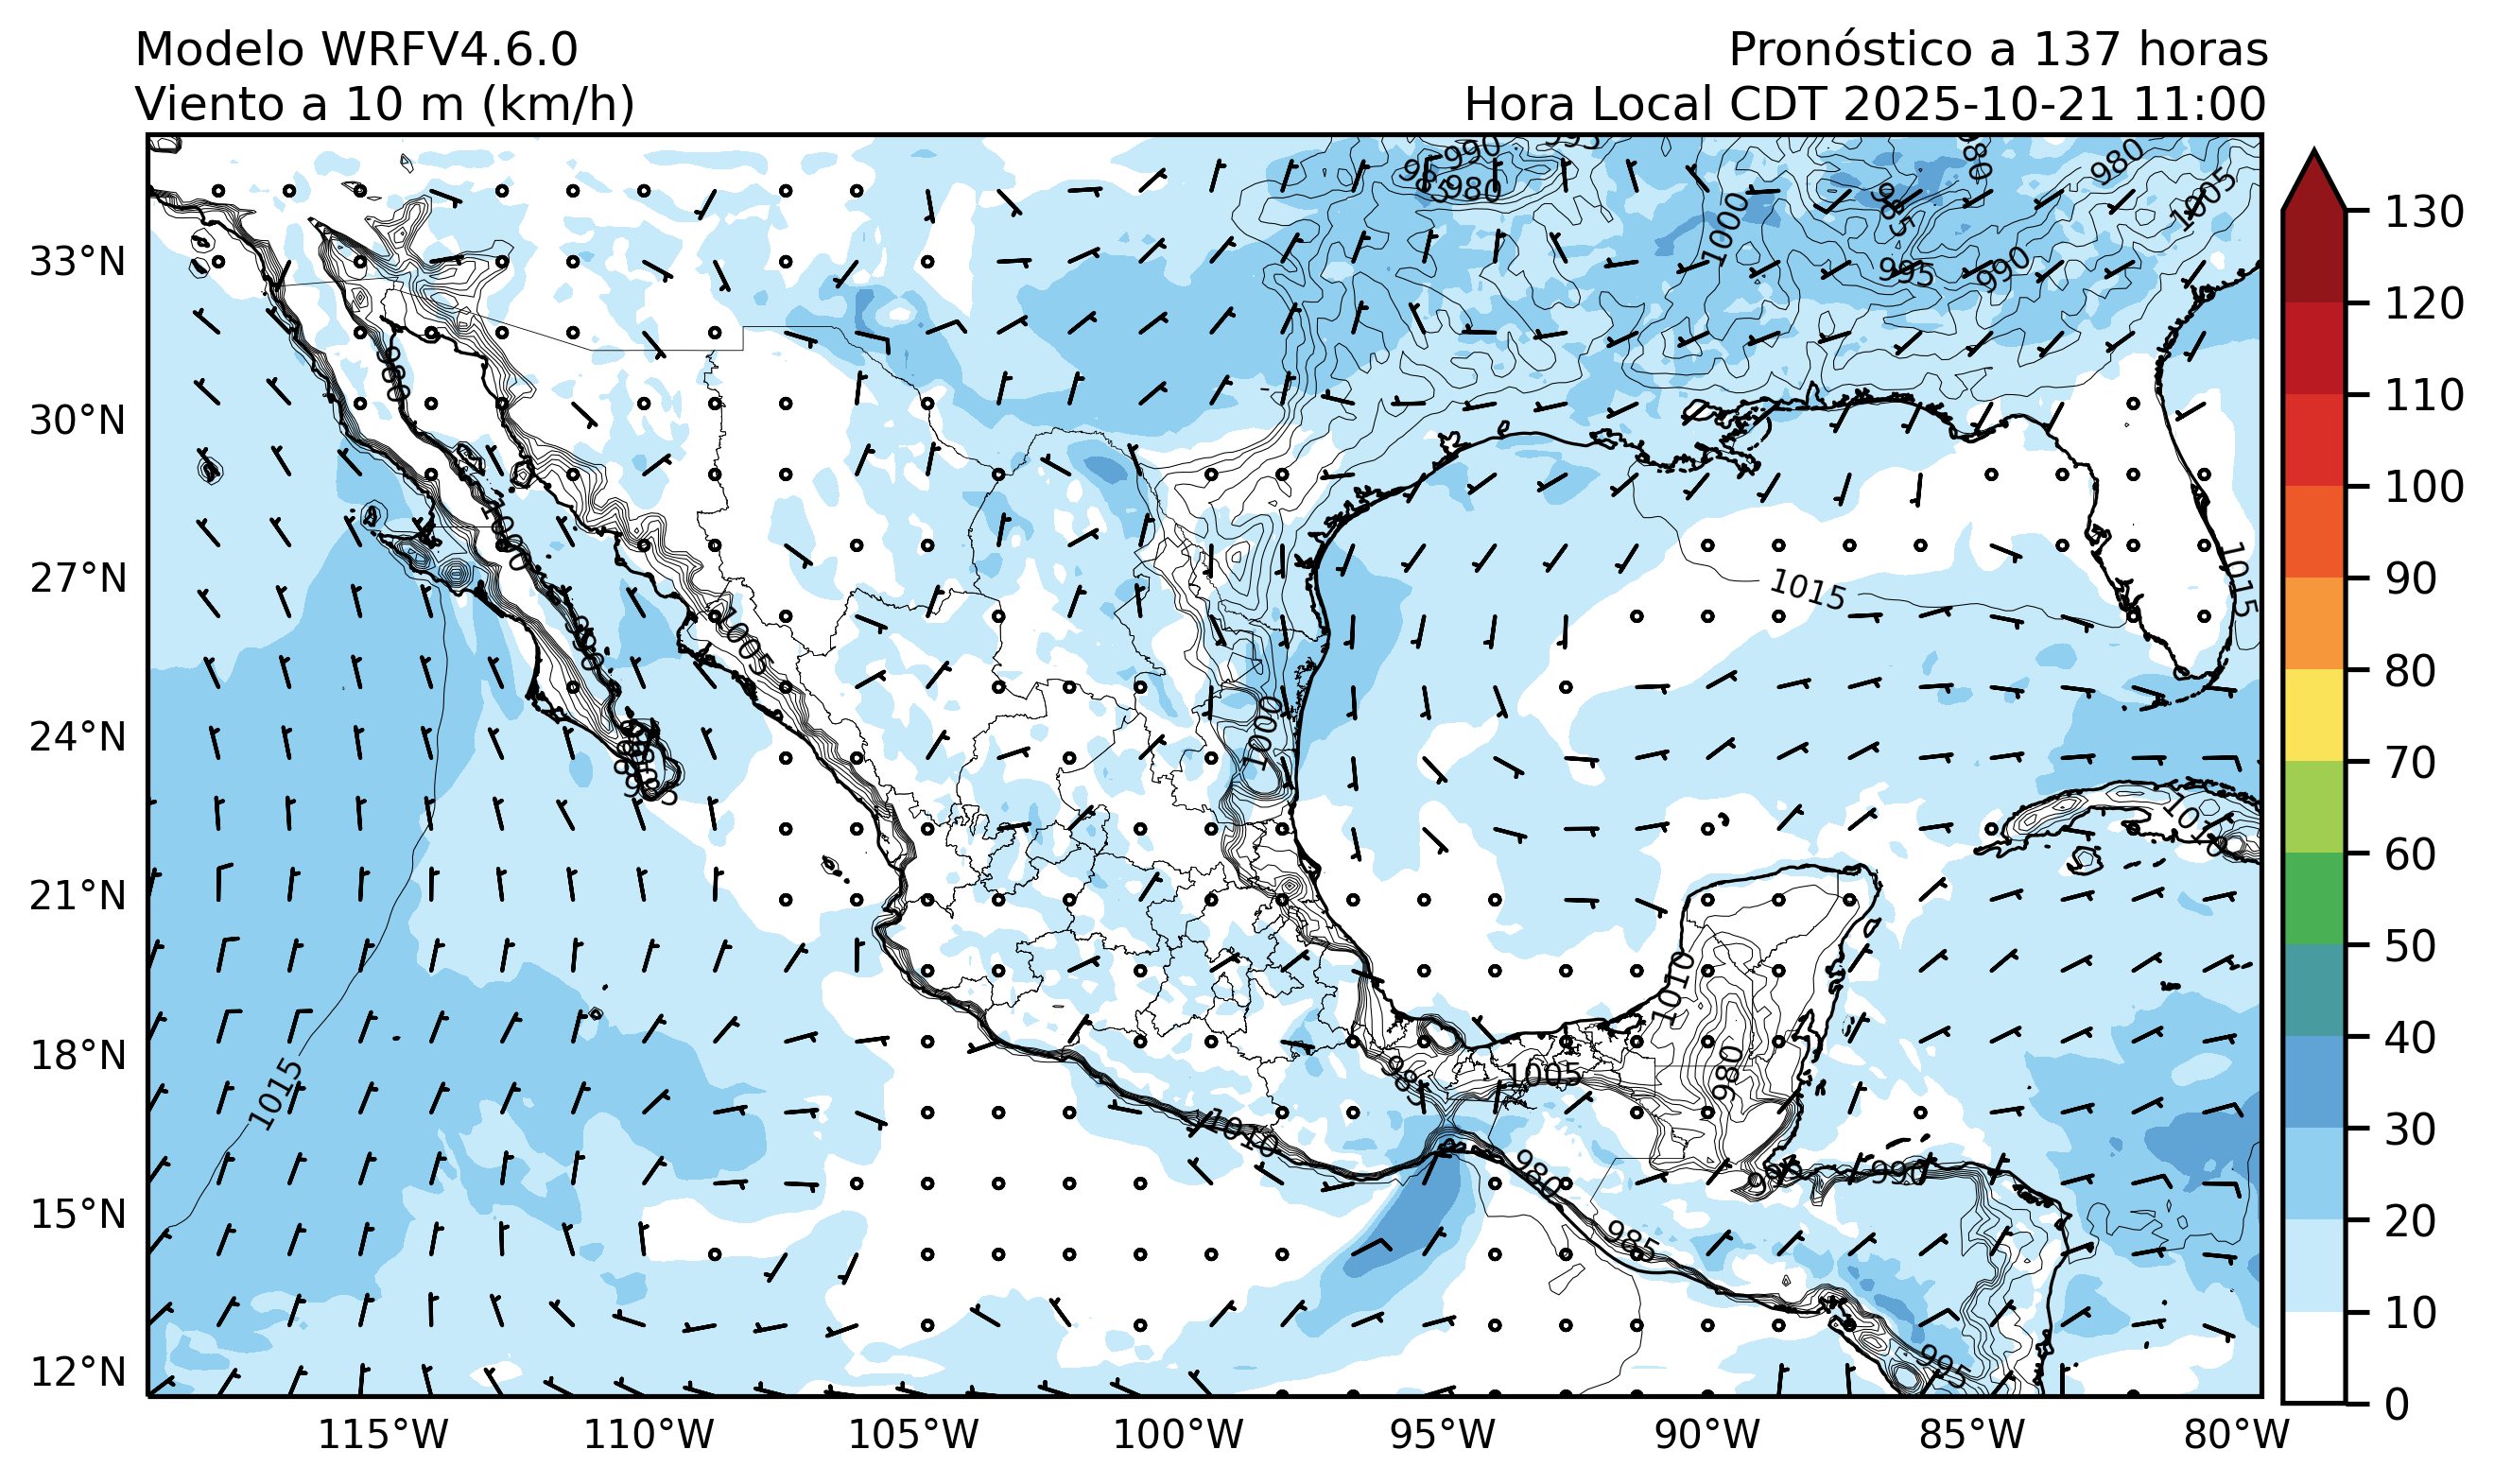 Modelo WRFV4.6.0
Pronóstico a 137 horas
Viento a 10 m (km/h)
Hora Local CDT 2025-10-21 11:00
990
995
980
980
985
980
985
1005
1000
995
990
33°N
30°N
27°N
24°N
21°N
18°N
15°N
12°N
980
1000
1005
1000
1015
1015
1010
1010
980
1005
985
1015
1010
980
995
990
985
995
115°W
110°W
105°W
100°W
95°W
90°W
85°W
80°W
130
120
110
100
90
80
70
60
50
40
30
20
10
0